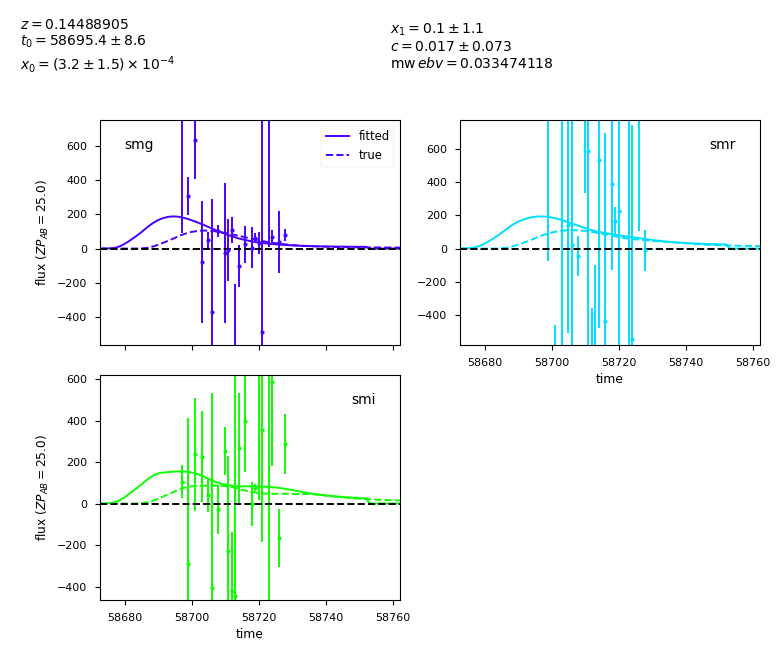 z = 0.14488905
t0 = 58695.4 ± 8.6
x0 = (3.2 ± 1.5) × 10^−4
x1 = 0.1 ± 1.1
c = 0.017 ± 0.073
mw ebv = 0.033474118
smg
fitted
true
600
400
200
0
−200
−400
flux (ZP_AB = 25.0)
smr
600
400
200
0
−200
−400
58680 58700 58720 58740 58760
time
smi
600
400
200
0
−200
−400
flux (ZP_AB = 25.0)
58680 58700 58720 58740 58760
time